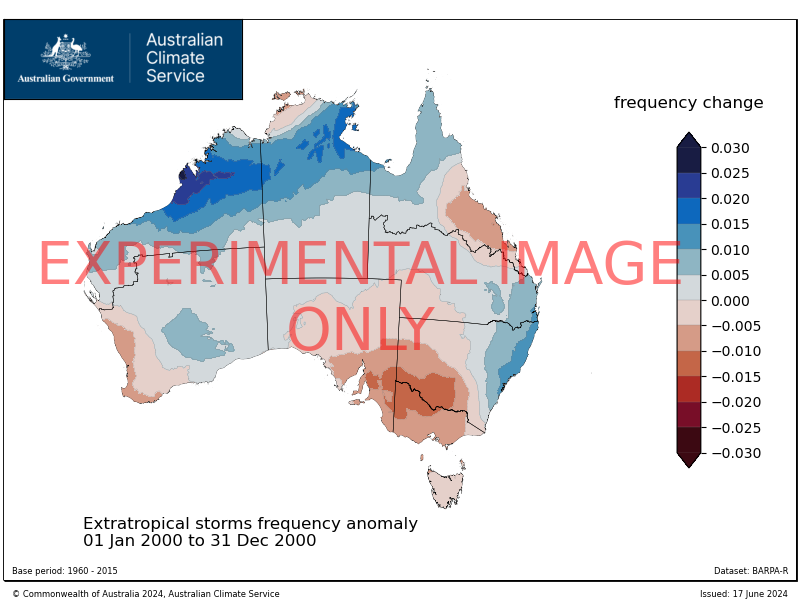 Australian
Climate
Service
Australian Government
frequency change
0.030
0.025
0.020
0.015
0.010
0.005
0.000
−0.005
−0.010
−0.015
−0.020
−0.025
−0.030
EXPERIMENTAL IMAGE
ONLY
Extratropical storms frequency anomaly
01 Jan 2000 to 31 Dec 2000
Base period: 1960 - 2015
Dataset: BARPA-R
© Commonwealth of Australia 2024, Australian Climate Service
Issued: 17 June 2024